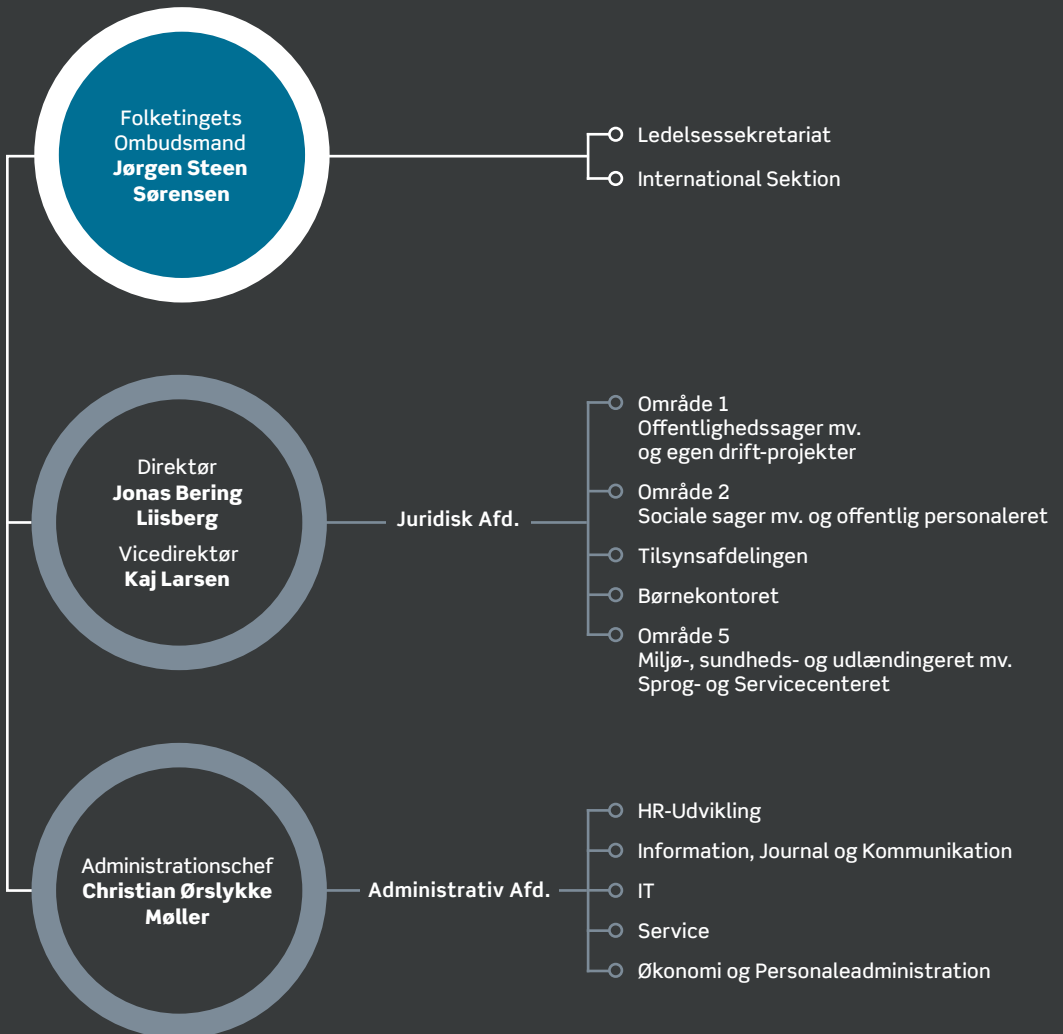 Folketingets
Ombudsmand
Jørgen Steen
Sørensen
Ledelsessekretariat
International Sektion
Direktør
Jonas Bering
Liisberg
Vicedirektør
Kaj Larsen
Juridisk Afd.
Område 1
Offentlighedssager mv.
og egen drift-projekter
Område 2
Sociale sager mv. og offentlig personaleret
Tilsynsafdelingen
Børnekontoret
Område 5
Miljø-, sundheds- og udlændingeret mv.
Sprog- og Servicecenteret
Administrationschef
Christian Ørslykke
Møller
Administrativ Afd.
HR-Udvikling
Information, Journal og Kommunikation
IT
Service
Økonomi og Personaleadministration